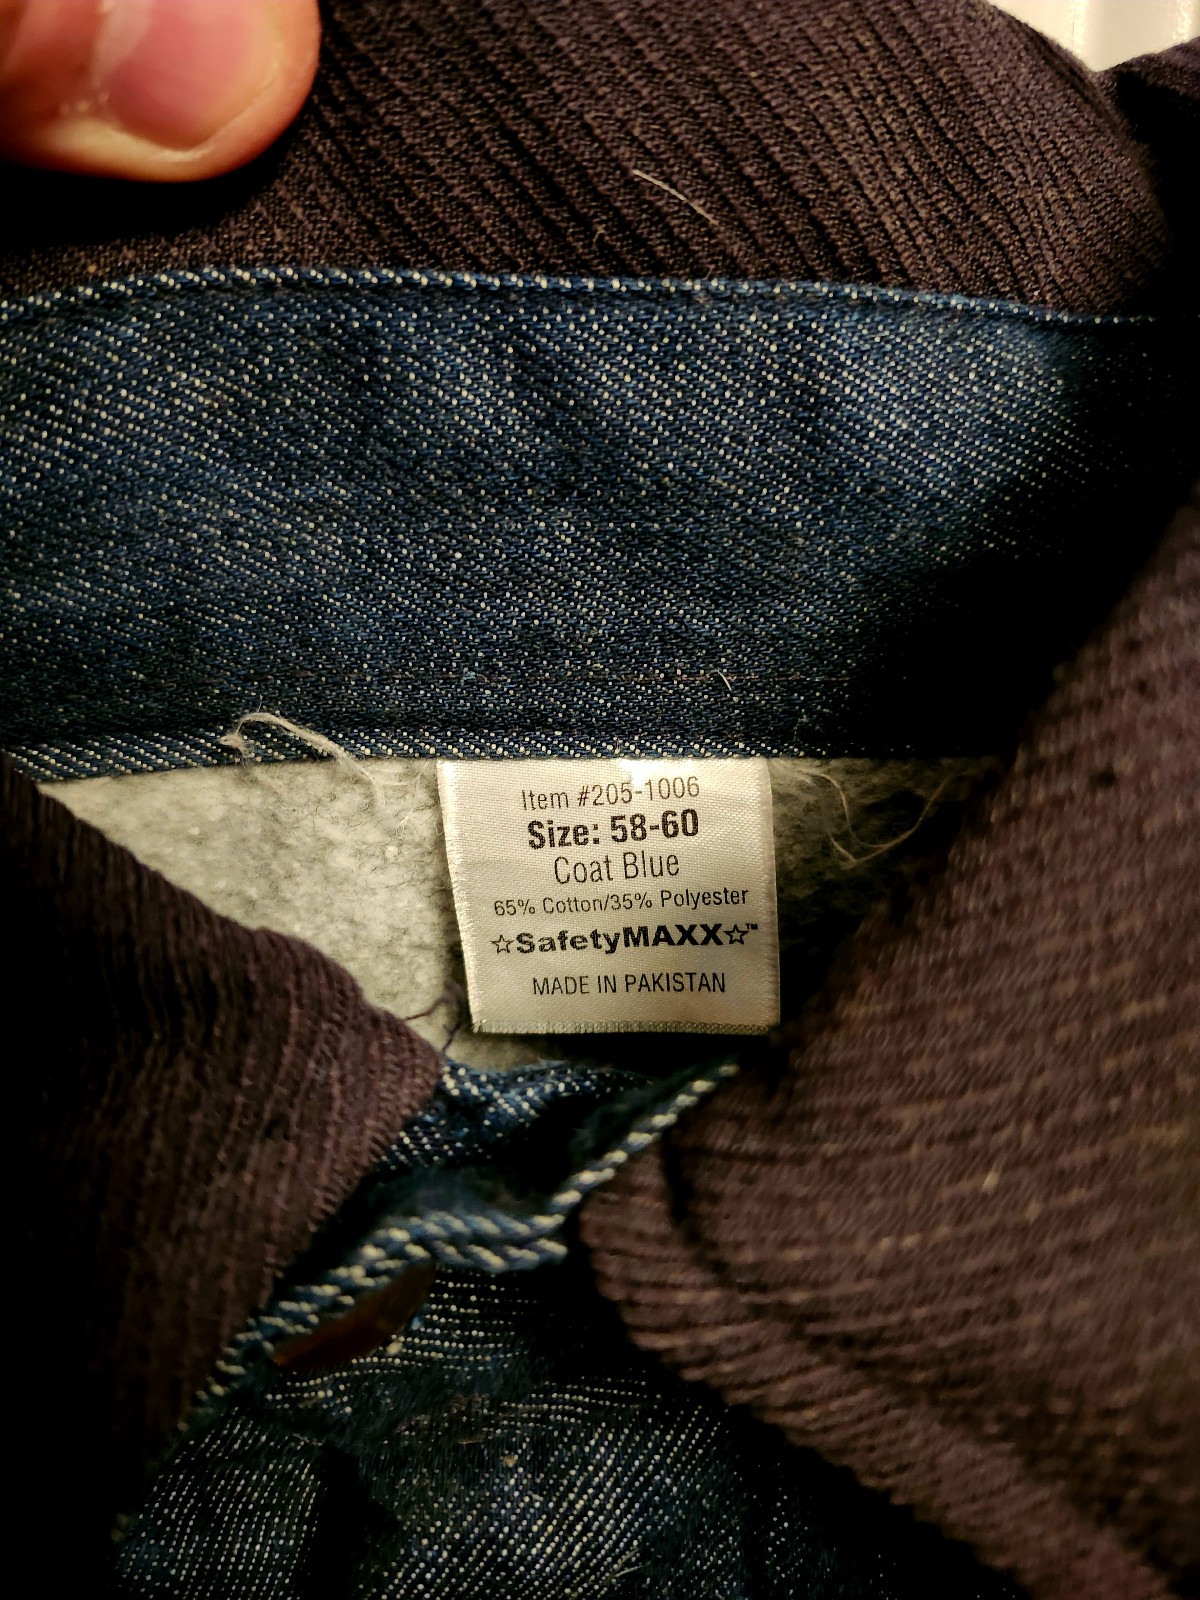 Item #205-1006
Size: 58-60
Coat Blue
65% Cotton/35% Polyester
☆SafetyMAXX☆™
MADE IN PAKISTAN